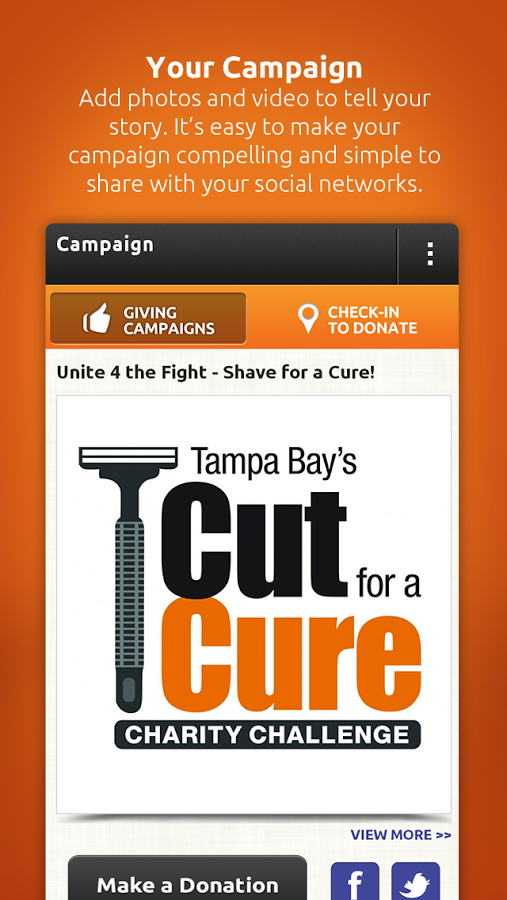 Your Campaign
Add photos and video to tell your
story. It's easy to make your
campaign compelling and simple to
share with your social networks.
Campaign
GIVING
CAMPAIGNS
CHECK-IN
TO DONATE
Unite 4 the Fight - Shave for a Cure!
Tampa Bay's
Cut for a
Cure
CHARITY CHALLENGE
VIEW MORE >>
Make a Donation